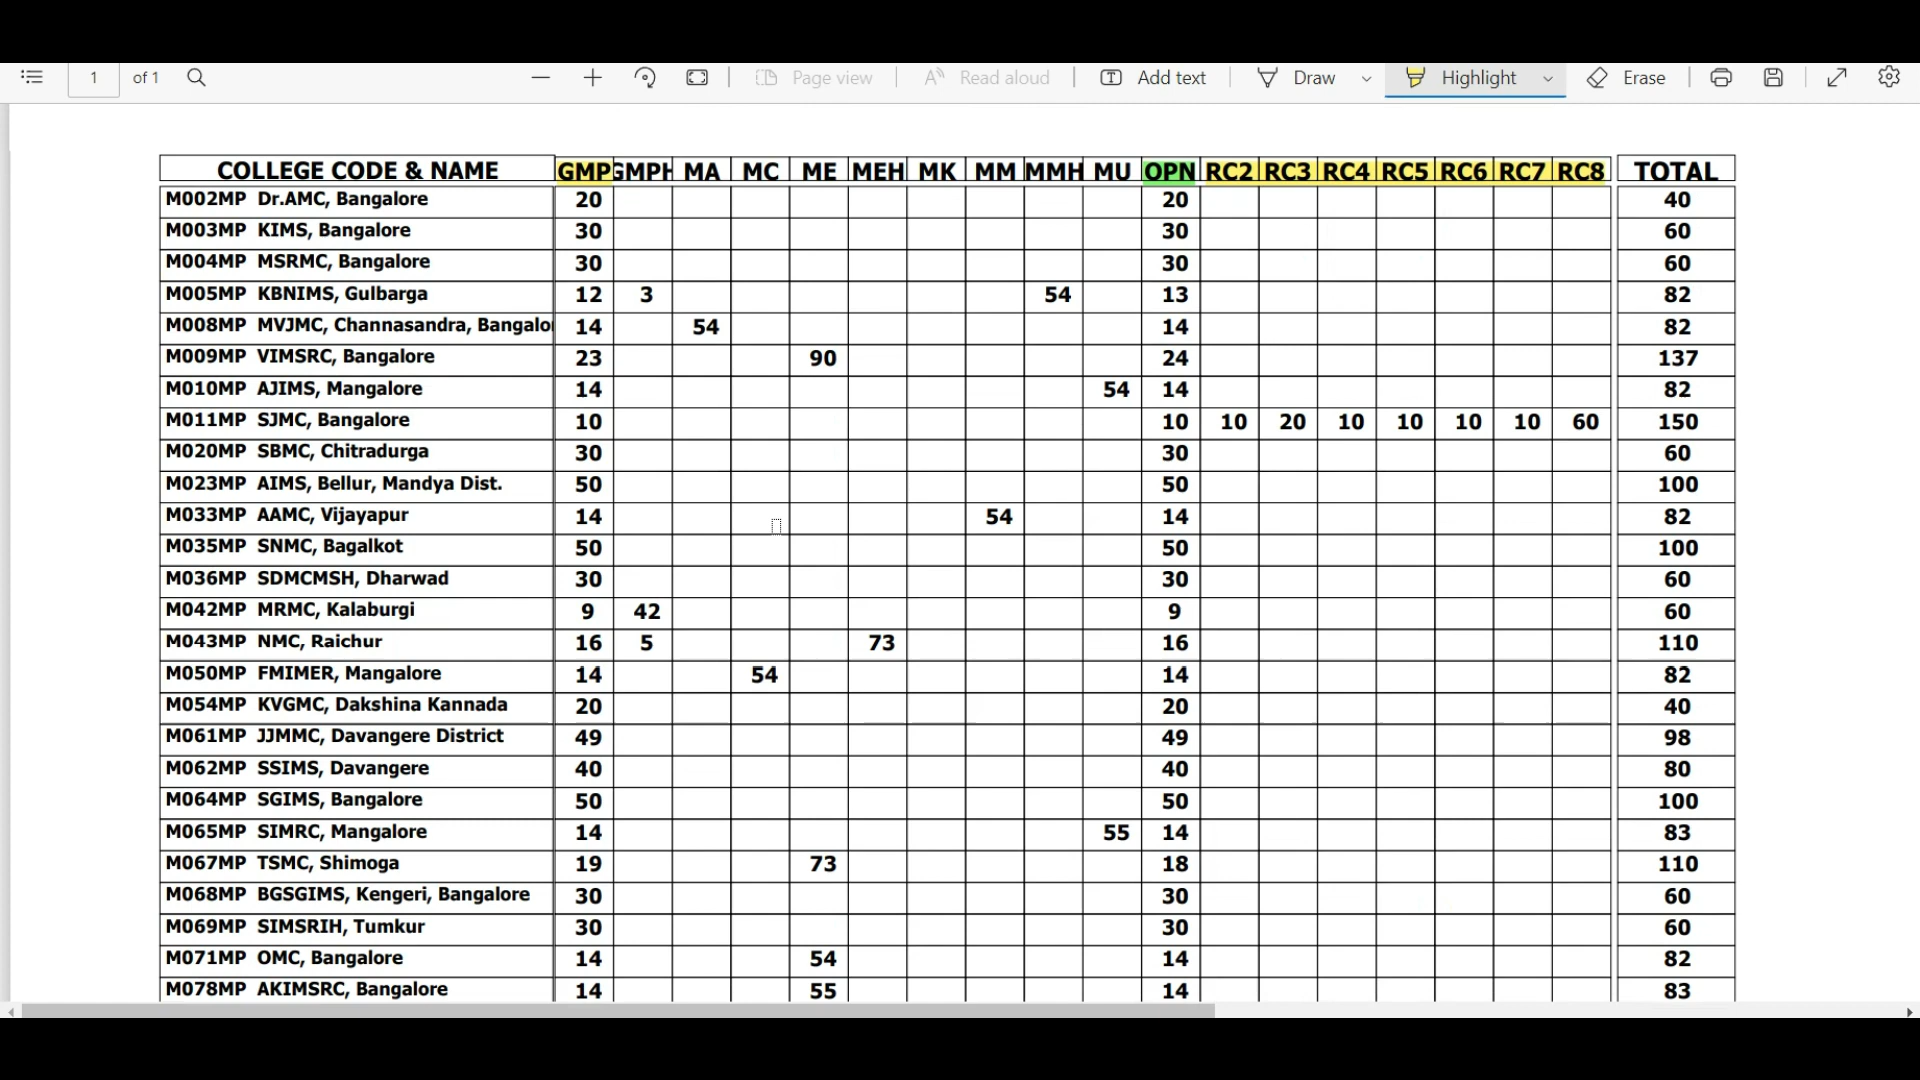 1 of 1 Page view Read aloud Add text Draw Highlight Erase
COLLEGE CODE & NAME GMP GMPH MA MC ME MEH MK MM MMH MU OPN RC2 RC3 RC4 RC5 RC6 RC7 RC8 TOTAL
M002MP Dr.AMC, Bangalore 20 20 40
M003MP KIMS, Bangalore 30 30 60
M004MP MSRMC, Bangalore 30 30 60
M005MP KBNIMS, Gulbarga 12 3 54 13 82
M008MP MVJMC, Channasandra, Bangalo 14 54 14 82
M009MP VIMSRC, Bangalore 23 90 24 137
M010MP AJIMS, Mangalore 14 54 14 82
M011MP SJMC, Bangalore 10 10 10 20 10 10 10 10 60 150
M020MP SBMC, Chitradurga 30 30 60
M023MP AIMS, Bellur, Mandya Dist. 50 50 100
M033MP AAMC, Vijayapur 14 54 14 82
M035MP SNMC, Bagalkot 50 50 100
M036MP SDMCMSH, Dharwad 30 30 60
M042MP MRMC, Kalaburgi 9 42 9 60
M043MP NMC, Raichur 16 5 73 16 110
M050MP FMIMER, Mangalore 14 54 14 82
M054MP KVGMC, Dakshina Kannada 20 20 40
M061MP JJMMC, Davangere District 49 49 98
M062MP SSIMS, Davangere 40 40 80
M064MP SGIMS, Bangalore 50 50 100
M065MP SIMRC, Mangalore 14 55 14 83
M067MP TSMC, Shimoga 19 73 18 110
M068MP BGSGIMS, Kengeri, Bangalore 30 30 60
M069MP SIMSRIH, Tumkur 30 30 60
M071MP OMC, Bangalore 14 54 14 82
M078MP AKIMSRC, Bangalore 14 55 14 83